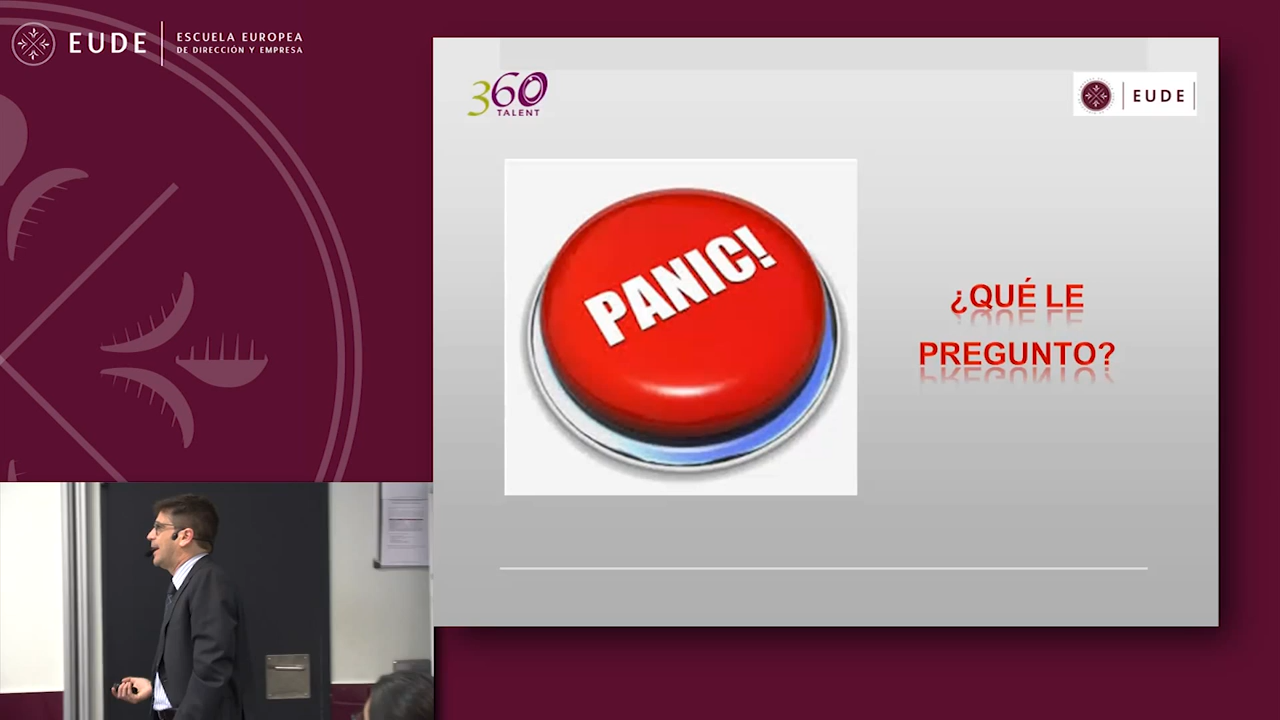 EUDE
ESCUELA EUROPEA
DE DIRECCIÓN Y EMPRESA
360
TALENT
EUDE
PANIC!
¿QUÉ LE
PREGUNTO?